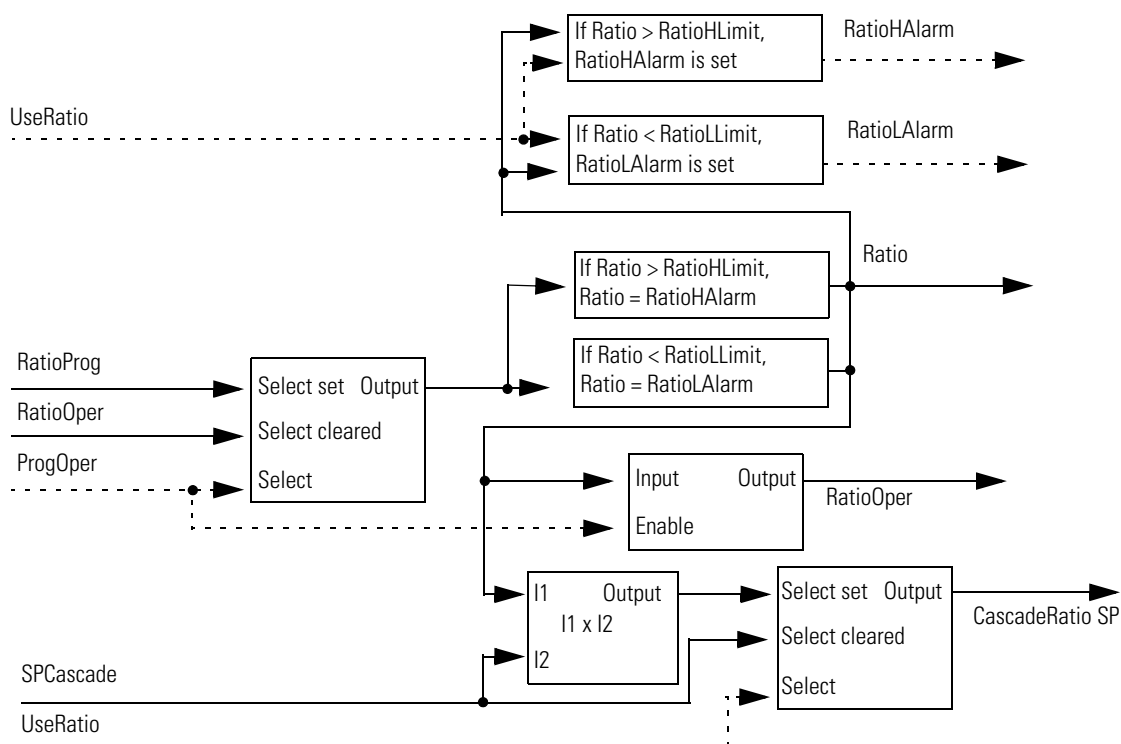 If Ratio > RatioHLimit,
RatioHAlarm is set
RatioHAlarm
UseRatio
If Ratio < RatioLLimit,
RatioLAlarm is set
RatioLAlarm
If Ratio > RatioHLimit,
Ratio = RatioHAlarm
Ratio
If Ratio < RatioLLimit,
Ratio = RatioLAlarm
RatioProg
RatioOper
ProgOper
Select set Output
Select cleared
Select
Input Output
Enable
RatioOper
I1 Output
I1 x I2
I2
Select set Output
Select cleared
Select
CascadeRatio SP
SPCascade
UseRatio